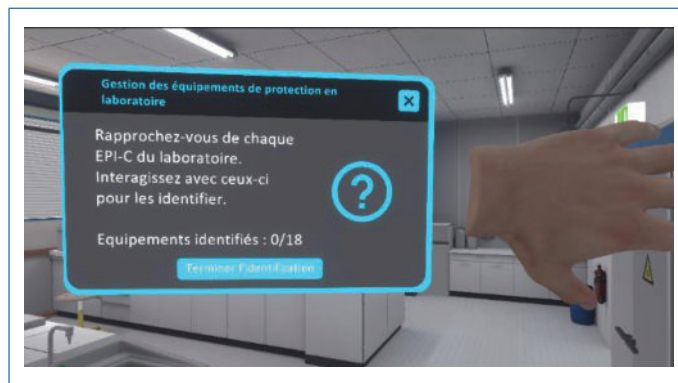 Gestion des équipements de protection en
laboratoire
Rapprochez-vous de chaque
EPI-C du laboratoire.
Interagissez avec ceux-ci
pour les identifier.
Equipements identifiés : 0/18
Terminer l'identification